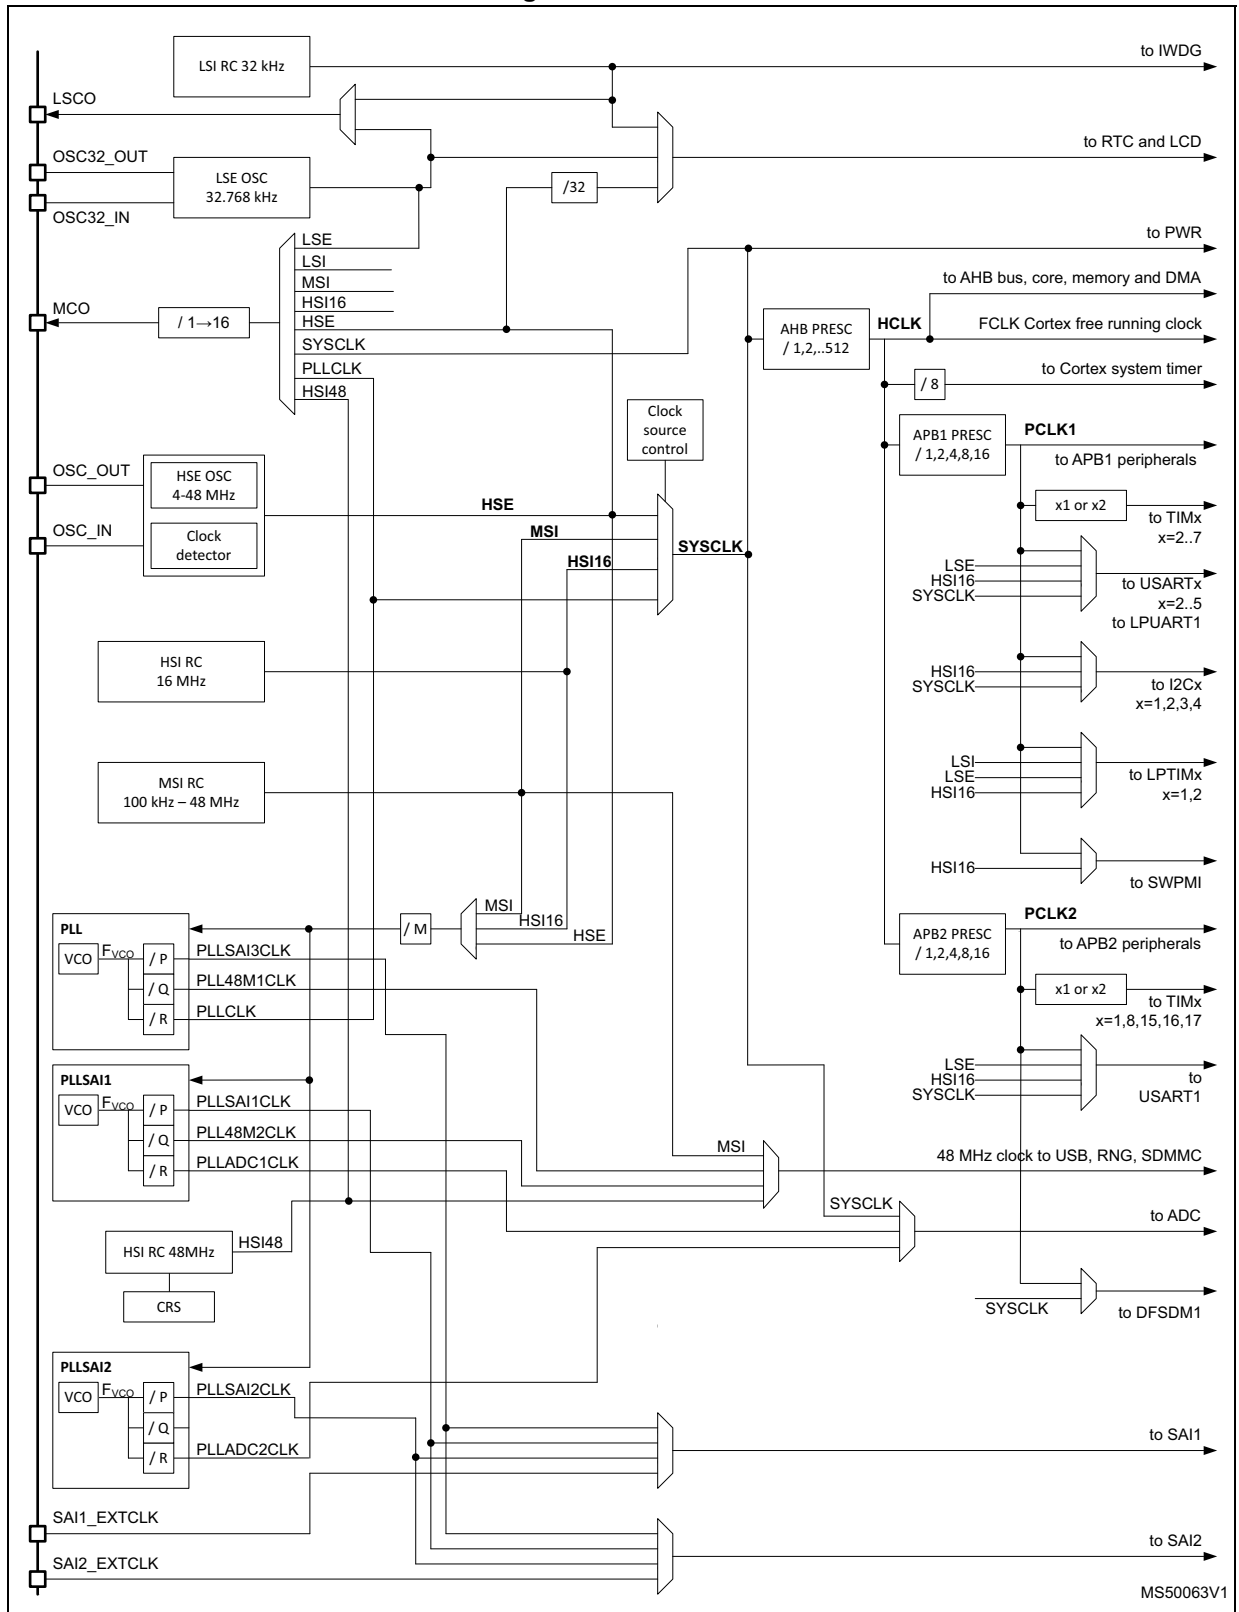 to IWDG
LSI RC 32 kHz
LSCO
to RTC and LCD
OSC32_OUT
LSE OSC
32.768 kHz
/32
OSC32_IN
to PWR
LSE
LSI
MSI
HSI16
HSE
SYSCLK
PLLCLK
HSI48
MCO
/ 1→16
to AHB bus, core, memory and DMA
AHB PRESC
/ 1,2,..512
HCLK
FCLK Cortex free running clock
to Cortex system timer
/ 8
Clock
source
control
APB1 PRESC
/ 1,2,4,8,16
PCLK1
to APB1 peripherals
OSC_OUT
HSE OSC
4-48 MHz
OSC_IN
Clock
detector
HSE
MSI
HSI16
SYSCLK
x1 or x2
to TIMx
x=2..7
LSE
HSI16
SYSCLK
to USARTx
x=2..5
to LPUART1
HSI RC
16 MHz
HSI16
SYSCLK
to I2Cx
x=1,2,3,4
MSI RC
100 kHz – 48 MHz
LSI
LSE
HSI16
to LPTIMx
x=1,2
HSI16
to SWPMI
MSI
HSI16
HSE
/ M
PLL
VCO
FVCO
/ P
PLLSAI3CLK
/ Q
PLL48M1CLK
/ R
PLLCLK
APB2 PRESC
/ 1,2,4,8,16
PCLK2
to APB2 peripherals
x1 or x2
to TIMx
x=1,8,15,16,17
PLLSAI1
VCO
FVCO
/ P
PLLSAI1CLK
/ Q
PLL48M2CLK
/ R
PLLADC1CLK
LSE
HSI16
SYSCLK
to
USART1
MSI
48 MHz clock to USB, RNG, SDMMC
SYSCLK
to ADC
HSI RC 48MHz
HSI48
CRS
SYSCLK
to DFSDM1
PLLSAI2
VCO
FVCO
/ P
PLLSAI2CLK
/ Q
/ R
PLLADC2CLK
to SAI1
SAI1_EXTCLK
to SAI2
SAI2_EXTCLK
MS50063V1